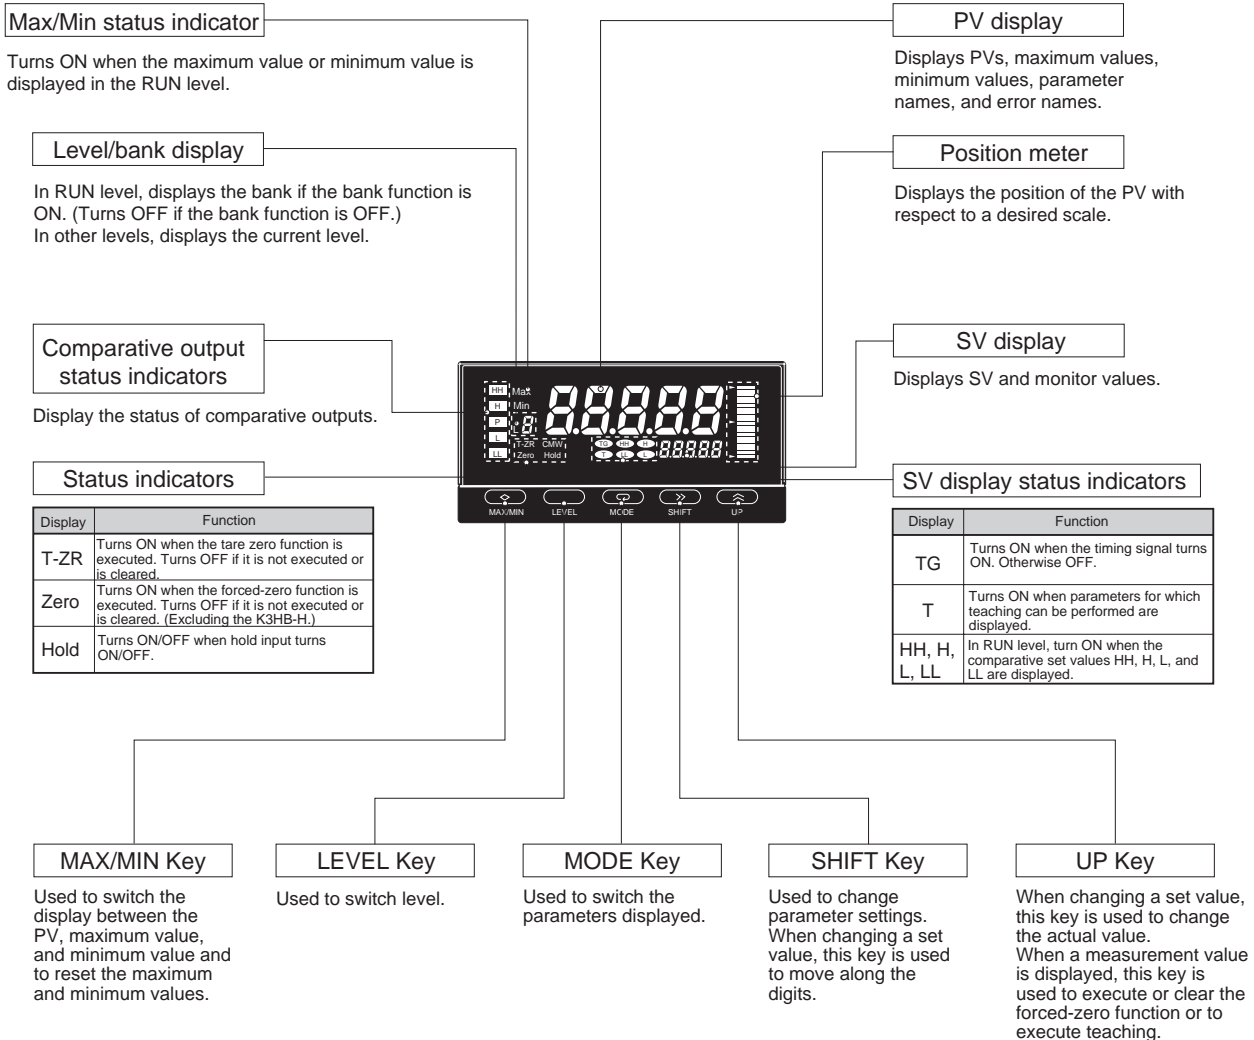 Max/Min status indicator
Turns ON when the maximum value or minimum value is
displayed in the RUN level.
Level/bank display
In RUN level, displays the bank if the bank function is
ON. (Turns OFF if the bank function is OFF.)
In other levels, displays the current level.
Comparative output
status indicators
Display the status of comparative outputs.
Status indicators
Display Function
T-ZR Turns ON when the tare zero function is
executed. Turns OFF if it is not executed or
is cleared.
Zero Turns ON when the forced-zero function is
executed. Turns OFF if it is not executed or
is cleared. (Excluding the K3HB-H.)
Hold Turns ON/OFF when hold input turns
ON/OFF.
PV display
Displays PVs, maximum values,
minimum values, parameter
names, and error names.
Position meter
Displays the position of the PV with
respect to a desired scale.
SV display
Displays SV and monitor values.
SV display status indicators
Display Function
TG Turns ON when the timing signal turns
ON. Otherwise OFF.
T Turns ON when parameters for which
teaching can be performed are
displayed.
HH, H,
L, LL
In RUN level, turn ON when the
comparative set values HH, H, L, and
LL are displayed.
HH Max
H Min
P
L
LL
8
88888
T-ZR CMW
Zero Hold
TG HH H
T LL L
88888
MAX/MIN LEVEL MODE SHIFT UP
MAX/MIN Key
Used to switch the
display between the
PV, maximum value,
and minimum value and
to reset the maximum
and minimum values.
LEVEL Key
Used to switch level.
MODE Key
Used to switch the
parameters displayed.
SHIFT Key
Used to change
parameter settings.
When changing a set
value, this key is used
to move along the
digits.
UP Key
When changing a set value,
this key is used to change
the actual value.
When a measurement value
is displayed, this key is
used to execute or clear the
forced-zero function or to
execute teaching.